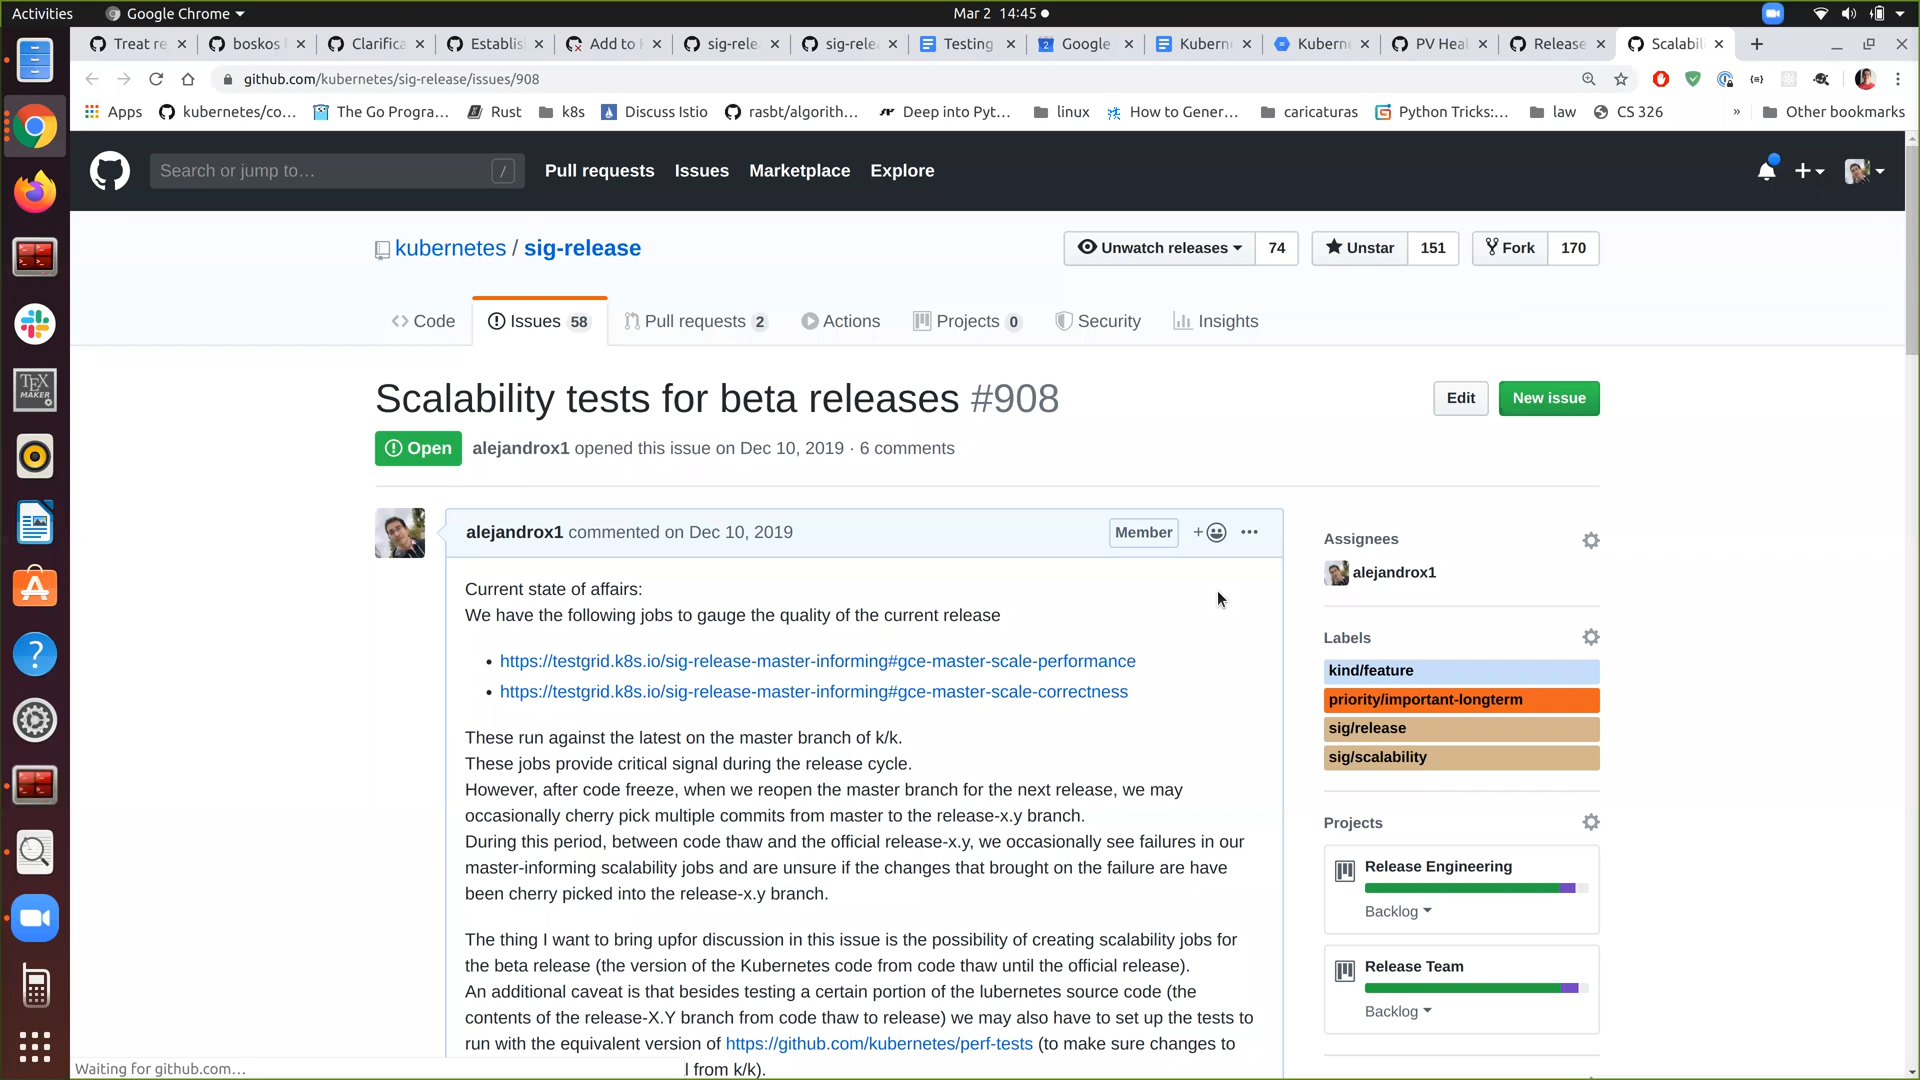 Activities
Google Chrome
Mar 2 14:45
Treat re
boskos
Clarifica
Establis
Add to
sig-rele
sig-rele
Testing
Google
Kubern
Kubern
PV Heal
Release
Scalabil
github.com/kubernetes/sig-release/issues/908
Apps
kubernetes/co...
The Go Progra...
Rust
k8s
Discuss Istio
rasbt/algorith...
Deep into Pyt...
linux
How to Gener...
caricaturas
Python Tricks:...
law
CS 326
»
Other bookmarks
Search or jump to...
/
Pull requests
Issues
Marketplace
Explore
kubernetes / sig-release
Unwatch releases
74
Unstar
151
Fork
170
Code
Issues 58
Pull requests 2
Actions
Projects 0
Security
Insights
Scalability tests for beta releases #908
Edit
New issue
Open
alejandrox1 opened this issue on Dec 10, 2019 · 6 comments
alejandrox1 commented on Dec 10, 2019
Member
Current state of affairs:
We have the following jobs to gauge the quality of the current release
• https://testgrid.k8s.io/sig-release-master-informing#gce-master-scale-performance
• https://testgrid.k8s.io/sig-release-master-informing#gce-master-scale-correctness
These run against the latest on the master branch of k/k.
These jobs provide critical signal during the release cycle.
However, after code freeze, when we reopen the master branch for the next release, we may
occasionally cherry pick multiple commits from master to the release-x.y branch.
During this period, between code thaw and the official release-x.y, we occasionally see failures in our
master-informing scalability jobs and are unsure if the changes that brought on the failure are have
been cherry picked into the release-x.y branch.
The thing I want to bring upfor discussion in this issue is the possibility of creating scalability jobs for
the beta release (the version of the Kubernetes code from code thaw until the official release).
An additional caveat is that besides testing a certain portion of the lubernetes source code (the
contents of the release-X.Y branch from code thaw to release) we may also have to set up the tests to
run with the equivalent version of https://github.com/kubernetes/perf-tests (to make sure changes to
l from k/k).
Assignees
alejandrox1
Labels
kind/feature
priority/important-longterm
sig/release
sig/scalability
Projects
Release Engineering
Backlog
Release Team
Backlog
Waiting for github.com...
TEX
MAKER